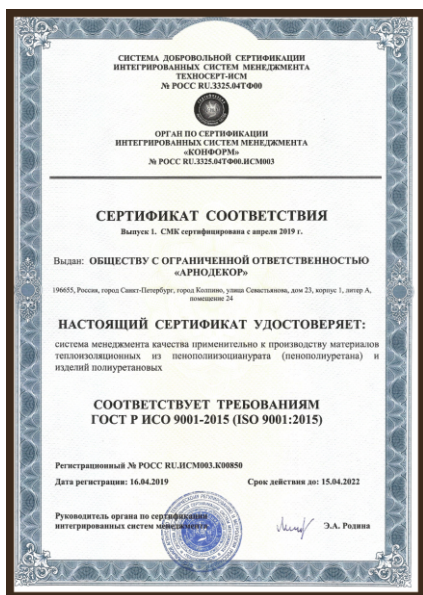 СИСТЕМА ДОБРОВОЛЬНОЙ СЕРТИФИКАЦИИ
ИНТЕГРИРОВАННЫХ СИСТЕМ МЕНЕДЖМЕНТА
ТЕХНОСЕРТ-ИСМ
№ РОСС RU.З325.04ТФ00
ОРГАН ПО СЕРТИФИКАЦИИ
ИНТЕГРИРОВАННЫХ СИСТЕМ МЕНЕДЖМЕНТА
«КОНФОРМ»
№ РОСС RU.3325.04ТФ00.ИСМ003
СЕРТИФИКАТ СООТВЕТСТВИЯ
Выпуск 1. СМК сертифицирована с апреля 2019 г.
Выдан: ОБЩЕСТВУ С ОГРАНИЧЕННОЙ ОТВЕТСТВЕННОСТЬЮ
«АРНОДЕКОР»
196655, Россия, город Санкт-Петербург, город Колпино, улица Севастьянова, дом 23, корпус 1, литер А,
помещение 24
НАСТОЯЩИЙ СЕРТИФИКАТ УДОСТОВЕРЯЕТ:
система менеджмента качества применительно к производству материалов
теплоизоляционных из пенополиизоцианурата (пенополиуретана) и
изделий полиуретановых
СООТВЕТСТВУЕТ ТРЕБОВАНИЯМ
ГОСТ Р ИСО 9001-2015 (ISO 9001:2015)
Регистрационный № РОСС RU.ИСМ003.К00850
Дата регистрации: 16.04.2019 Срок действия до: 15.04.2022
Руководитель органа по сертификации
интегрированных систем менеджмента Э.А. Родина